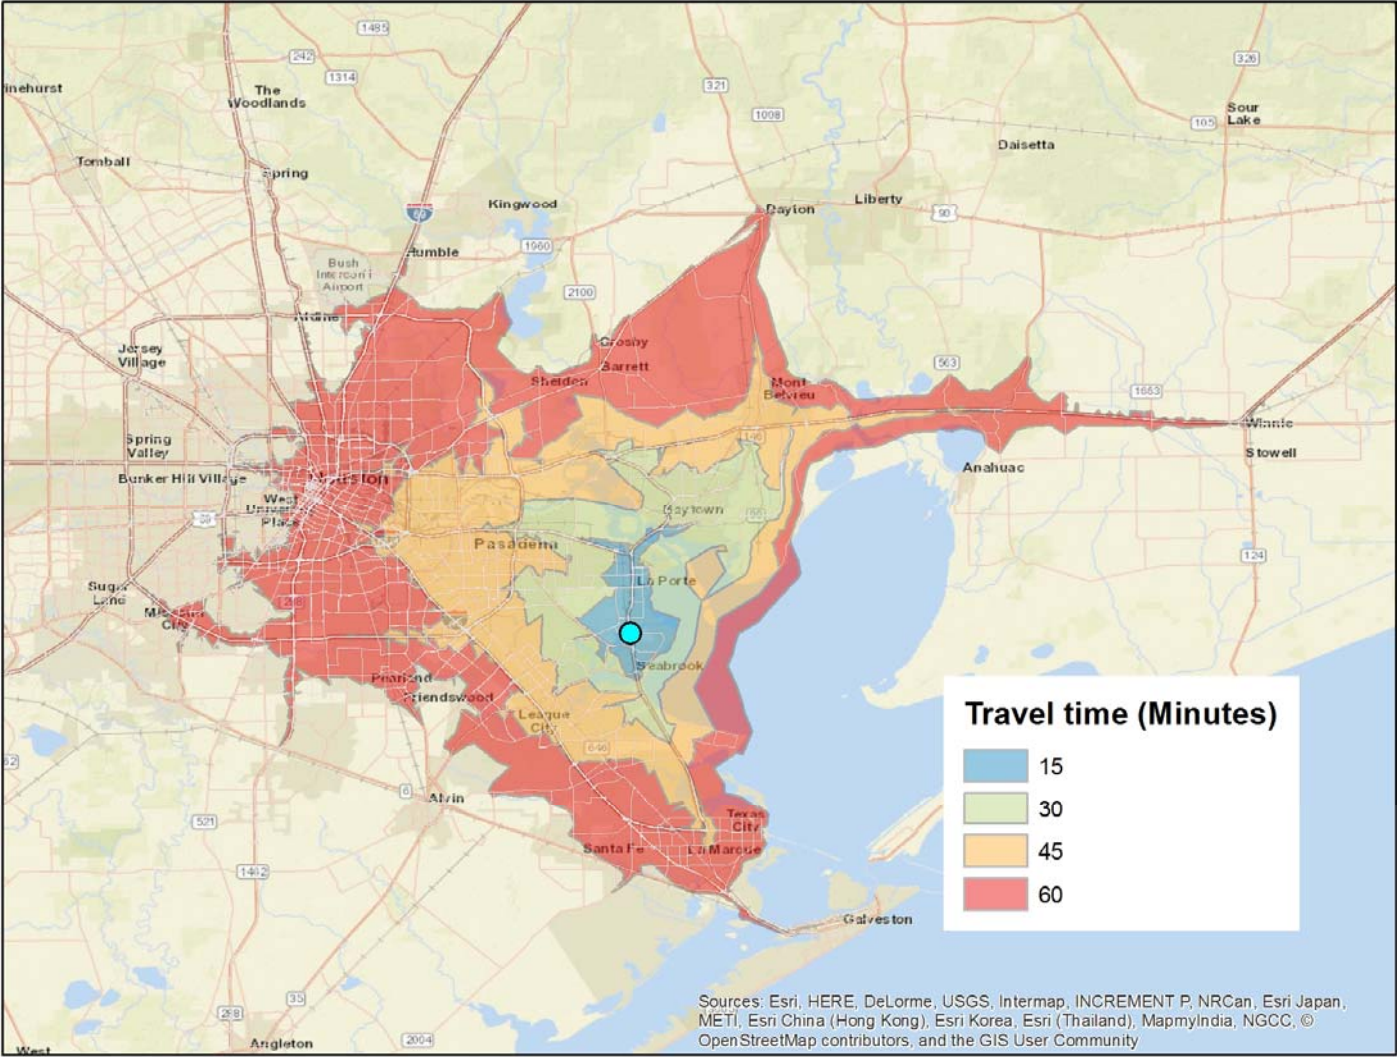 1485
242
The
Woodlands
1314
321
326
inehurst
1008
Sour
Lake
105
Tomball
Daisetta
Spring
Kingwood
Dayton
Liberty
90
69
Humble
1960
Bush
Airport
2100
Aldine
Crosby
Jersey
Village
Barrett
563
Sheldon
Mont
Belvieu
1663
Winnie
Spring
Valley
146
Stowell
Bunker Hill Village
Houston
Anahuac
West
University
Place
Baytown
Pasadena
124
La Porte
Sugar
Land
288
Missouri
City
Seabrook
Pearland
Friendswood
League
City
646
Travel time (Minutes)
15
30
45
60
6
Alvin
521
Texas
City
Santa Fe
La Marque
1462
Galveston
35
288
2004
Angleton
West
Sources: Esri, HERE, DeLorme, USGS, Intermap, INCREMENT P, NRCan, Esri Japan,
METI, Esri China (Hong Kong), Esri Korea, Esri (Thailand), MapmyIndia, NGCC, ©
OpenStreetMap contributors, and the GIS User Community